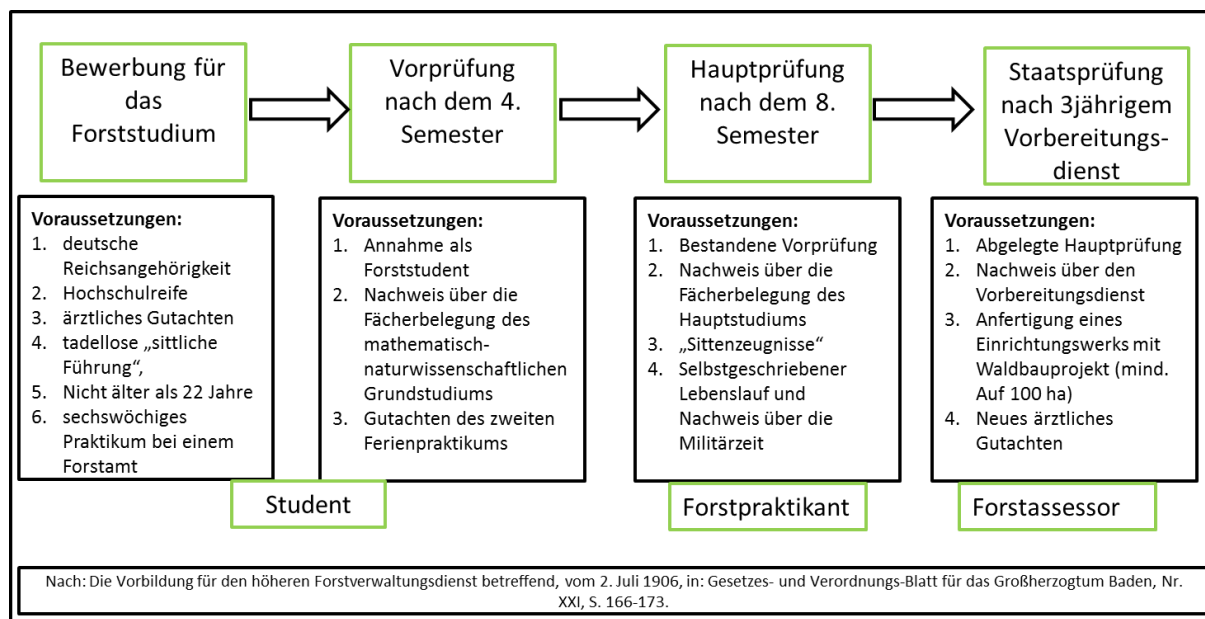 Bewerbung für
das
Forststudium
Vorprüfung
nach dem 4.
Semester
Hauptprüfung
nach dem 8.
Semester
Staatsprüfung
nach 3jährigem
Vorbereitungs-
dienst
Voraussetzungen:
1. deutsche
Reichsangehörigkeit
2. Hochschulreife
3. ärztliches Gutachten
4. tadellose „sittliche
Führung“,
5. Nicht älter als 22 Jahre
6. sechswöchiges
Praktikum bei einem
Forstamt
Voraussetzungen:
1. Annahme als
Forststudent
2. Nachweis über die
Fächerbelegung des
mathematisch-
naturwissenschaftlichen
Grundstudiums
3. Gutachten des zweiten
Ferienpraktikums
Voraussetzungen:
1. Bestandene Vorprüfung
2. Nachweis über die
Fächerbelegung des
Hauptstudiums
3. „Sittenzeugnisse“
4. Selbstgeschriebener
Lebenslauf und
Nachweis über die
Militärzeit
Voraussetzungen:
1. Abgelegte Hauptprüfung
2. Nachweis über den
Vorbereitungsdienst
3. Anfertigung eines
Einrichtungswerks mit
Waldbauprojekt (mind.
Auf 100 ha)
4. Neues ärztliches
Gutachten
Student
Forstpraktikant
Forstassessor
Nach: Die Vorbildung für den höheren Forstverwaltungsdienst betreffend, vom 2. Juli 1906, in: Gesetzes- und Verordnungs-Blatt für das Großherzogtum Baden, Nr.
XXI, S. 166-173.